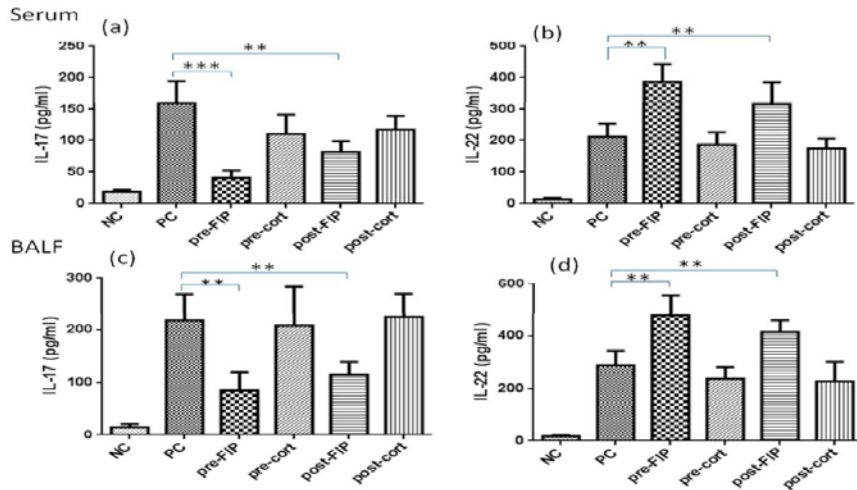 Serum
(a)
250
200
150
100
50
0
IL-17 (pg/ml)
***
**
NC
PC
pre-FIP
pre-cort
post-FIP
post-cort
(b)
500
400
300
200
100
0
IL-22 (pg/ml)
**
**
NC
PC
pre-FIP
pre-cort
post-FIP
post-cort
BALF
(c)
300
200
100
0
IL-17 (pg/ml)
**
**
NC
PC
pre-FIP
pre-cort
post-FIP
post-cort
(d)
600
400
200
0
IL-22 (pg/ml)
**
**
NC
PC
pre-FIP
pre-cort
post-FIP
post-cort